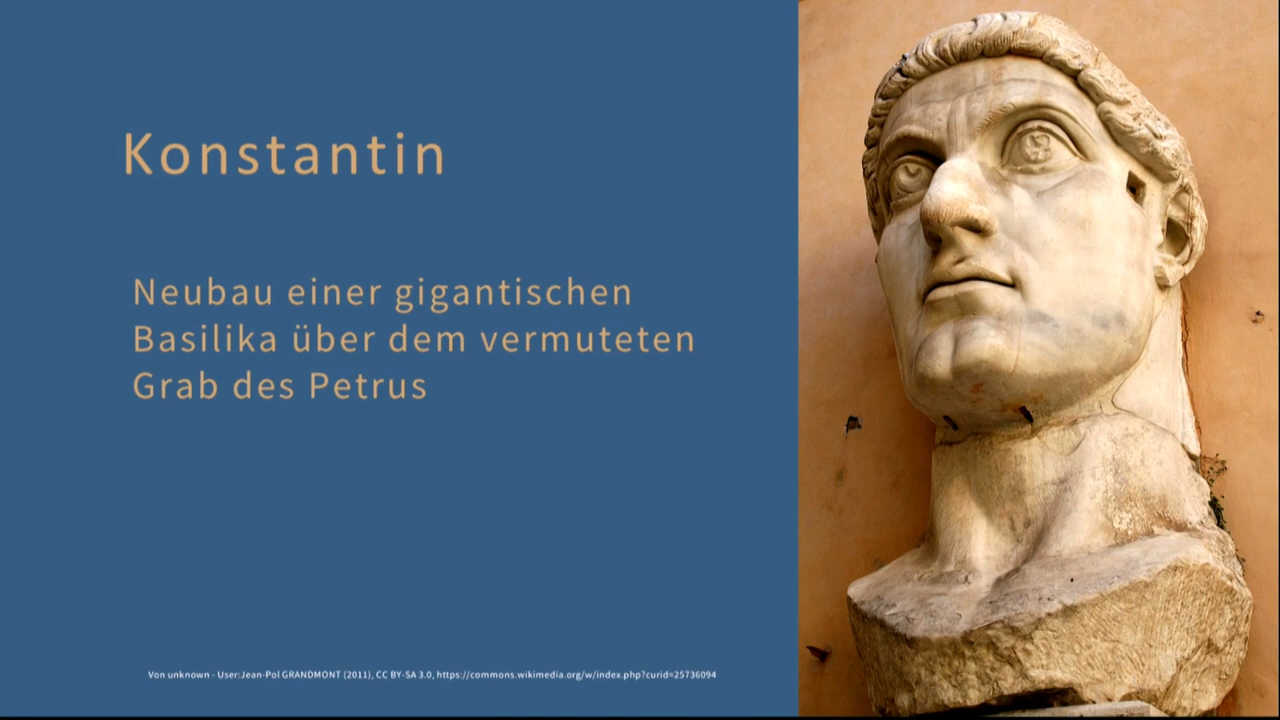 Konstantin
Neubau einer gigantischen
Basilika über dem vermuteten
Grab des Petrus
Von unknown - User:Jean-Pol GRANDMONT (2011), CC BY-SA 3.0, https://commons.wikimedia.org/w/index.php?curid=25736094